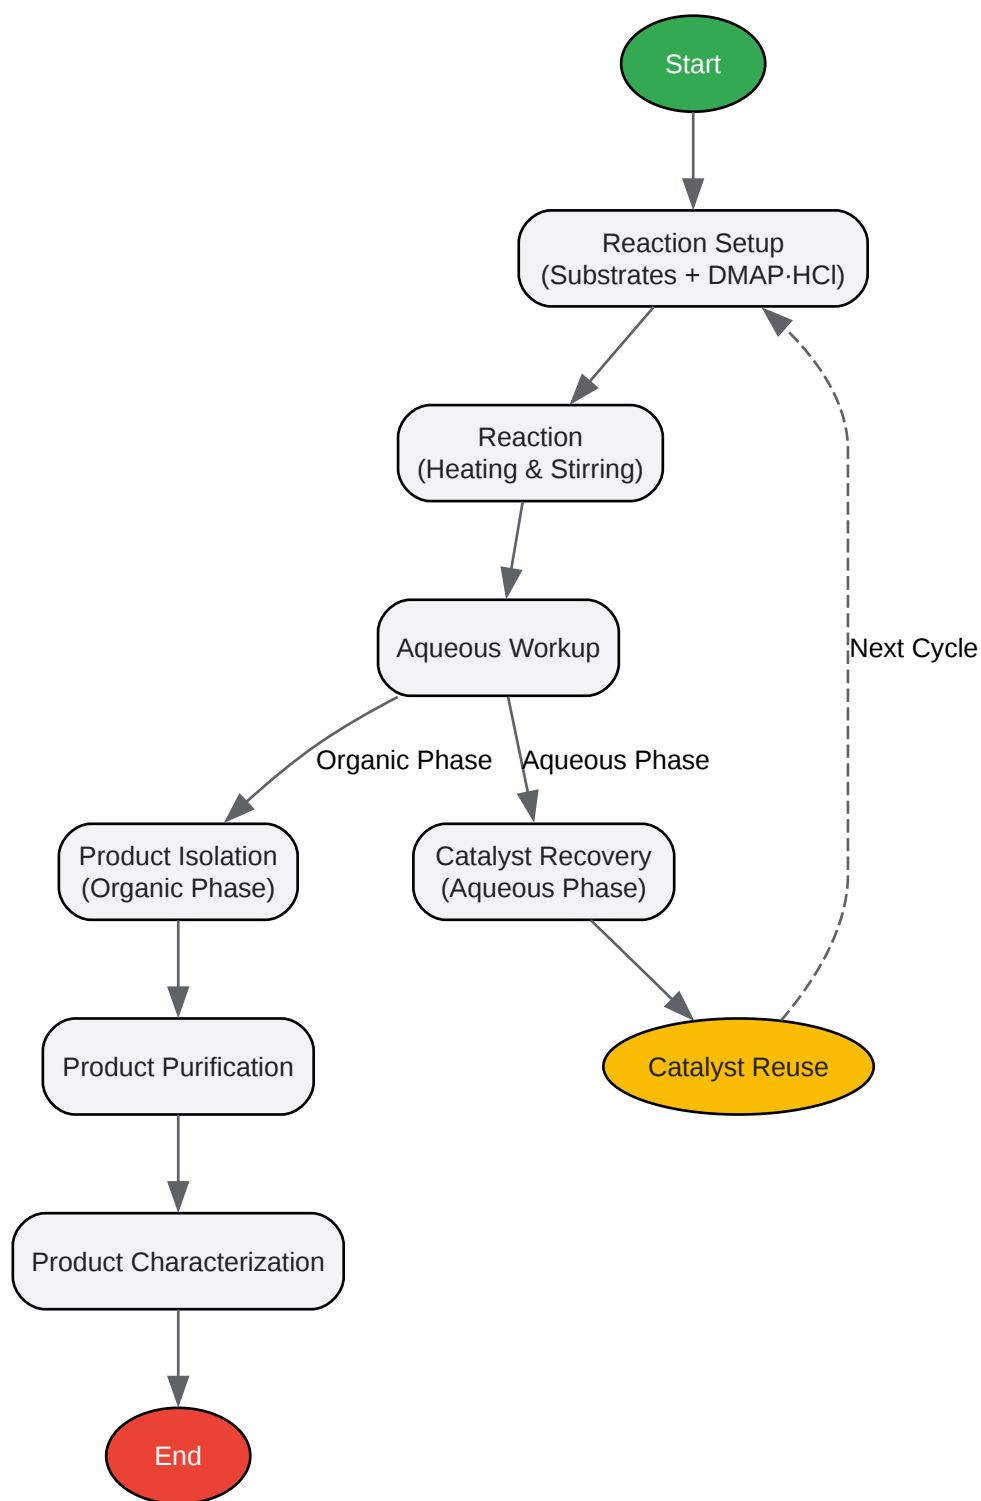 Start
Reaction Setup
(Substrates + DMAP·HCl)
Reaction
(Heating & Stirring)
Aqueous Workup
Next Cycle
Organic Phase
Aqueous Phase
Product Isolation
(Organic Phase)
Catalyst Recovery
(Aqueous Phase)
Product Purification
Catalyst Reuse
Product Characterization
End